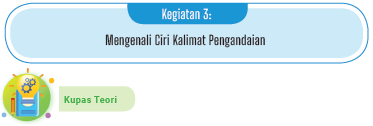 Kegiatan 3:
Mengenali Ciri Kalimat Pengandaian
Kupas Teori